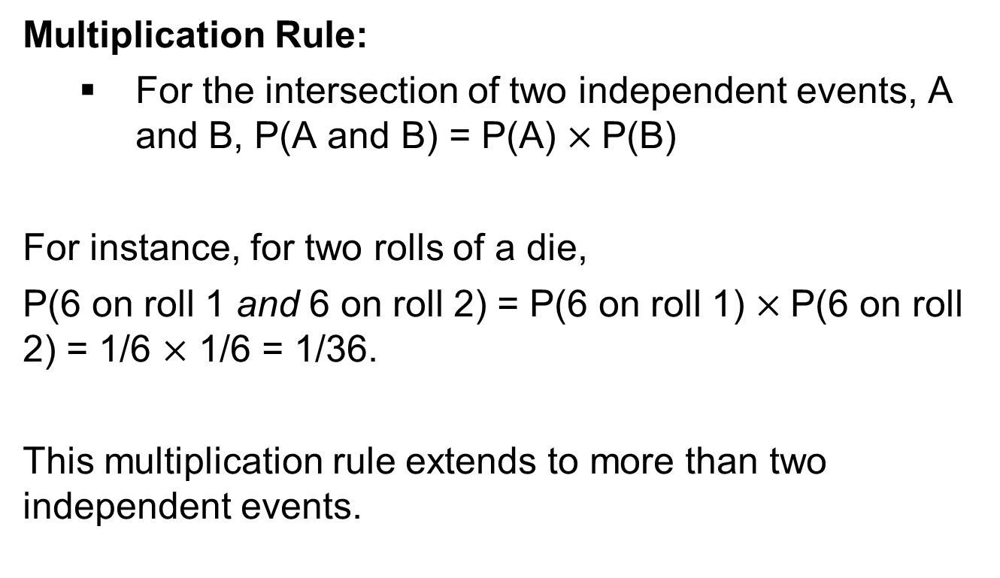 Multiplication Rule:
▪ For the intersection of two independent events, A
and B, P(A and B) = P(A) × P(B)
For instance, for two rolls of a die,
P(6 on roll 1 and 6 on roll 2) = P(6 on roll 1) × P(6 on roll
2) = 1/6 × 1/6 = 1/36.
This multiplication rule extends to more than two
independent events.